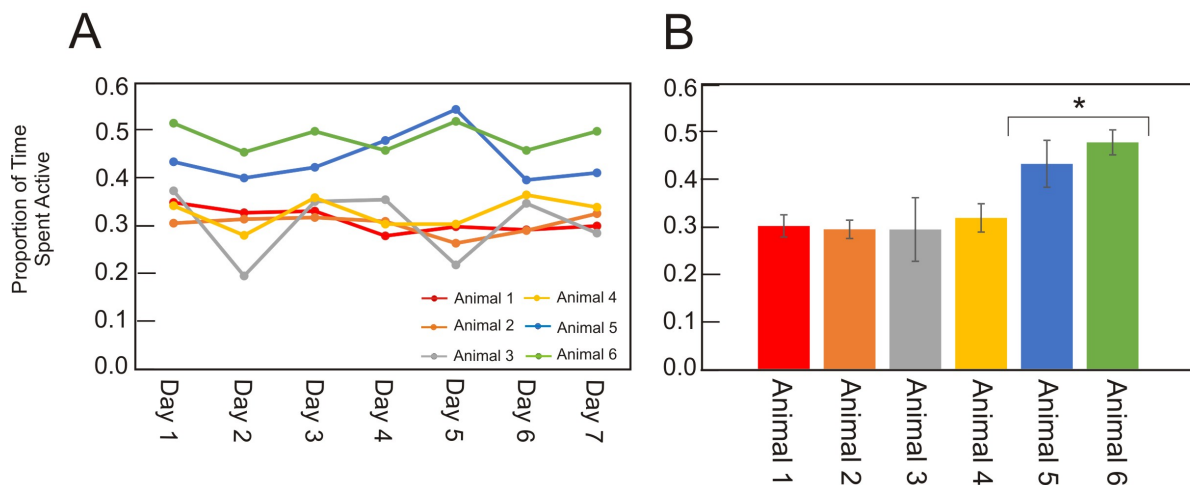 A
Proportion of Time
Spent Active
0.6
0.5
0.4
0.3
0.2
0.1
0.0
Animal 1
Animal 4
Animal 2
Animal 5
Animal 3
Animal 6
Day 1
Day 2
Day 3
Day 4
Day 5
Day 6
Day 7
B
0.6
0.5
0.4
0.3
0.2
0.1
0.0
*
Animal 1
Animal 2
Animal 3
Animal 4
Animal 5
Animal 6